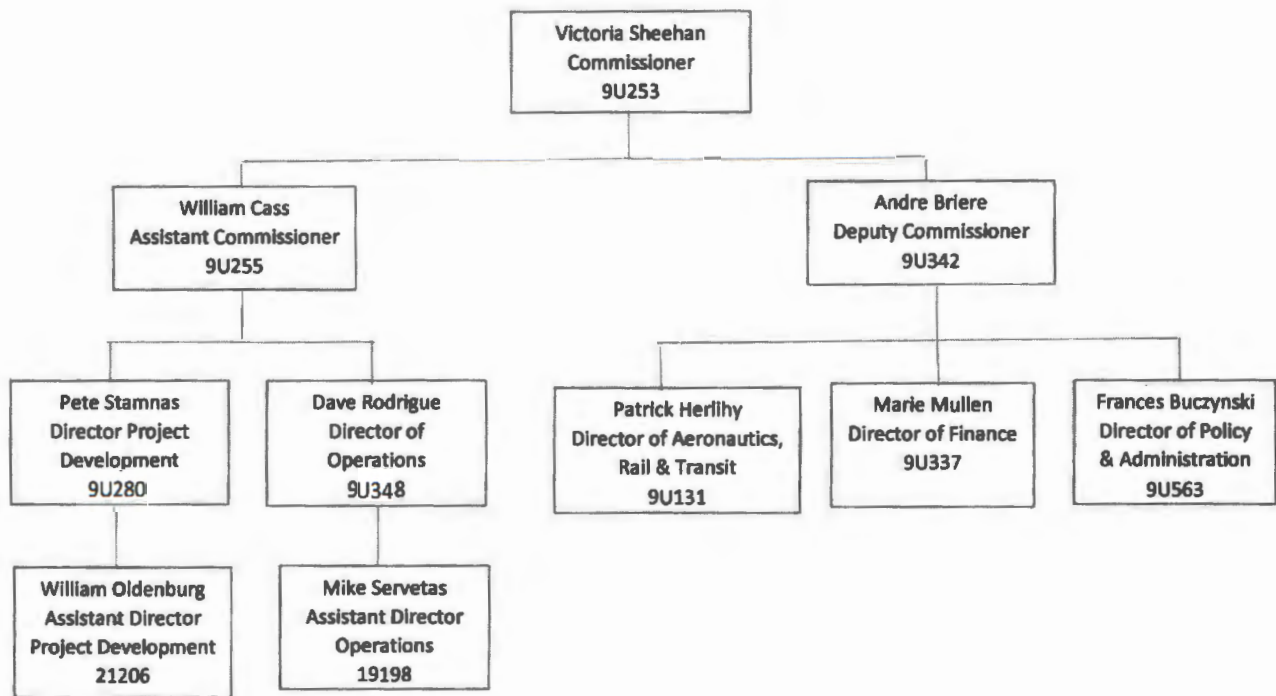 Victoria Sheehan
Commissioner
9U253
William Cass
Assistant Commissioner
9U255
Andre Briere
Deputy Commissioner
9U342
Pete Stamnas
Director Project
Development
9U280
Dave Rodrigue
Director of
Operations
9U348
Patrick Herlihy
Director of Aeronautics,
Rail & Transit
9U131
Marie Mullen
Director of Finance
9U337
Frances Buczynski
Director of Policy
& Administration
9U563
William Oldenburg
Assistant Director
Project Development
21206
Mike Servetas
Assistant Director
Operations
19198